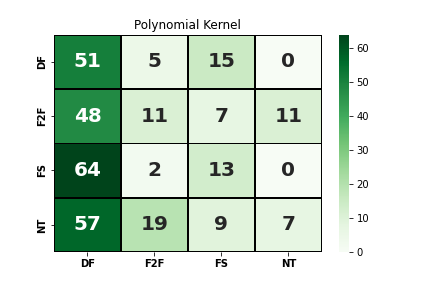 Polynomial Kernel
DF 51 5 15 0
F2F 48 11 7 11
FS 64 2 13 0
NT 57 19 9 7
DF F2F FS NT
60
50
40
30
20
10
0